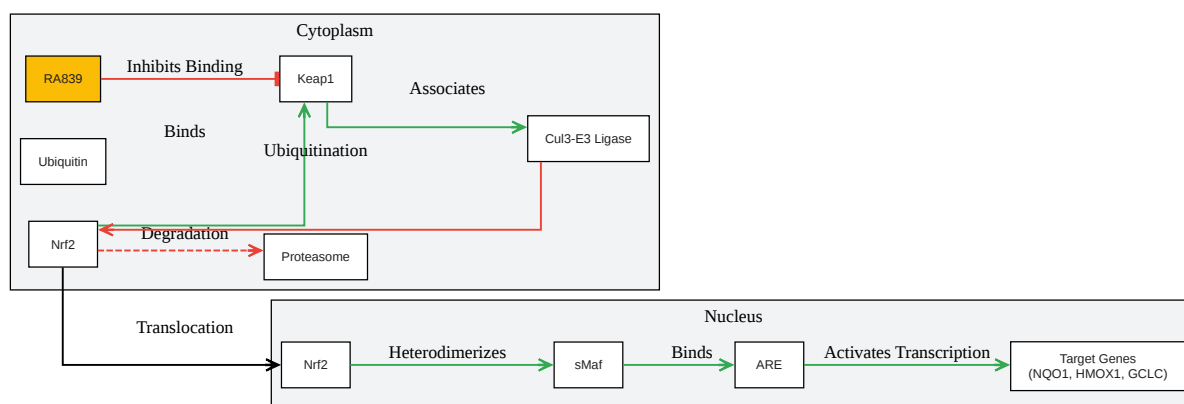 Cytoplasm
RA839
Inhibits Binding
Keap1
Associates
Binds
Cul3-E3 Ligase
Ubiquitin
Ubiquitination
Nrf2
Degradation
Proteasome
Translocation
Nucleus
Nrf2
Heterodimerizes
sMaf
Binds
ARE
Activates Transcription
Target Genes
(NQO1, HMOX1, GCLC)